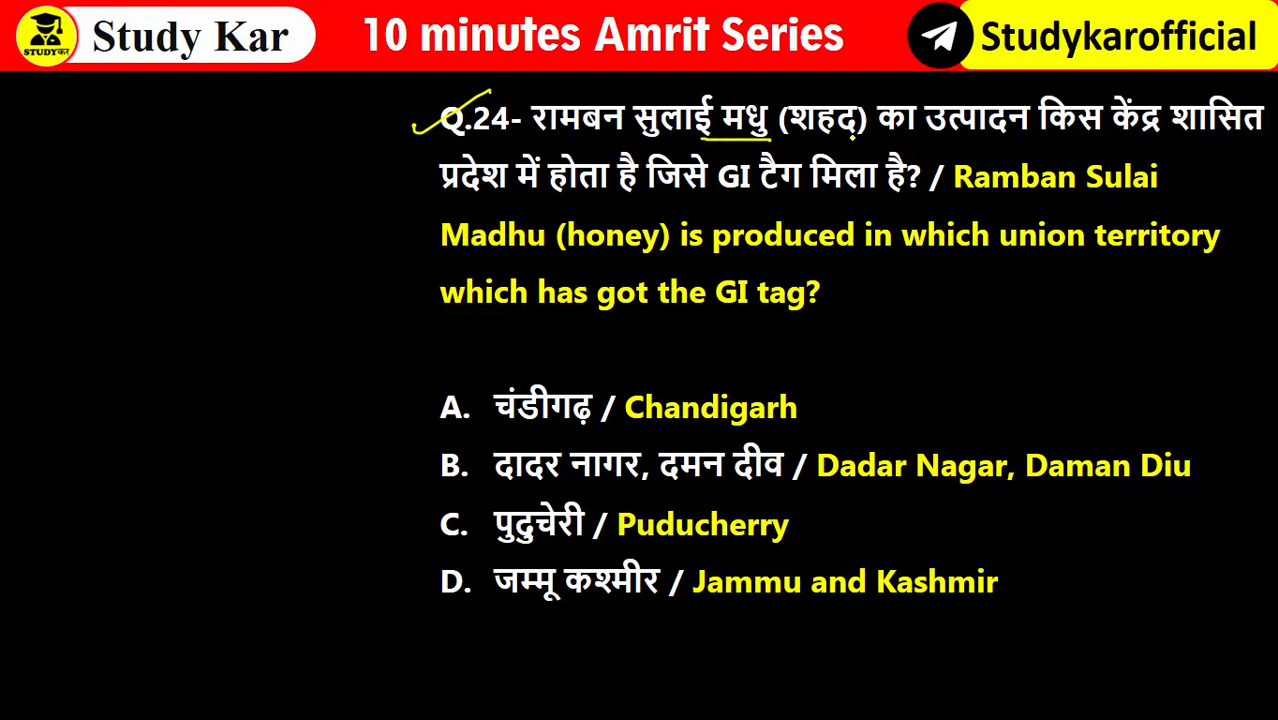 STUDYकर
Study Kar
10 minutes Amrit Series
Studykarofficial
Q.24- रामबन सुलाई मधु (शहद) का उत्पादन किस केंद्र शासित
प्रदेश में होता है जिसे GI टैग मिला है? / Ramban Sulai
Madhu (honey) is produced in which union territory
which has got the GI tag?
A. चंडीगढ़ / Chandigarh
B. दादर नागर, दमन दीव / Dadar Nagar, Daman Diu
C. पुदुचेरी / Puducherry
D. जम्मू कश्मीर / Jammu and Kashmir